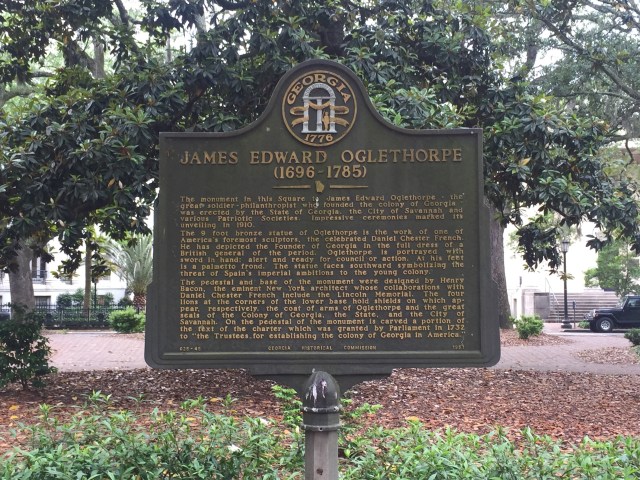 GEORGIA
1776
JAMES EDWARD OGLETHORPE
(1696-1785)
The monument in this Square to James Edward Oglethorpe, the
great soldier-philanthropist who founded the colony of Georgia,
was erected by the State of Georgia, the City of Savannah and
various Patriotic Societies. Impressive ceremonies marked its
unveiling in 1910.
The 9 foot bronze statue of Oglethorpe is the work of one of
America's foremost sculptors, the celebrated Daniel Chester French.
He has depicted the Founder of Georgia in the full dress of a
British general of the period. Oglethorpe is portrayed with
sword in hand, alert and ready for council or action. At his feet
is a palmetto frond. The statue faces southward symbolizing the
threat of Spain's imperial ambitions to the young colony.
The pedestal and base of the monument were designed by Henry
Bacon, the eminent New York architect whose collaborations with
Daniel Chester French include the Lincoln Memorial. The four
lions at the corners of the lower base hold shields on which ap-
pear, respectively, the coat of arms of Oglethorpe and the great
seals of the Colony of Georgia, the State, and the City of
Savannah. On the pedestal of the monument is carved a portion of
the text of the charter which was granted by Parliament in 1732
to "the Trustees for establishing the colony of Georgia in America."
GEORGIA HISTORICAL COMMISSION